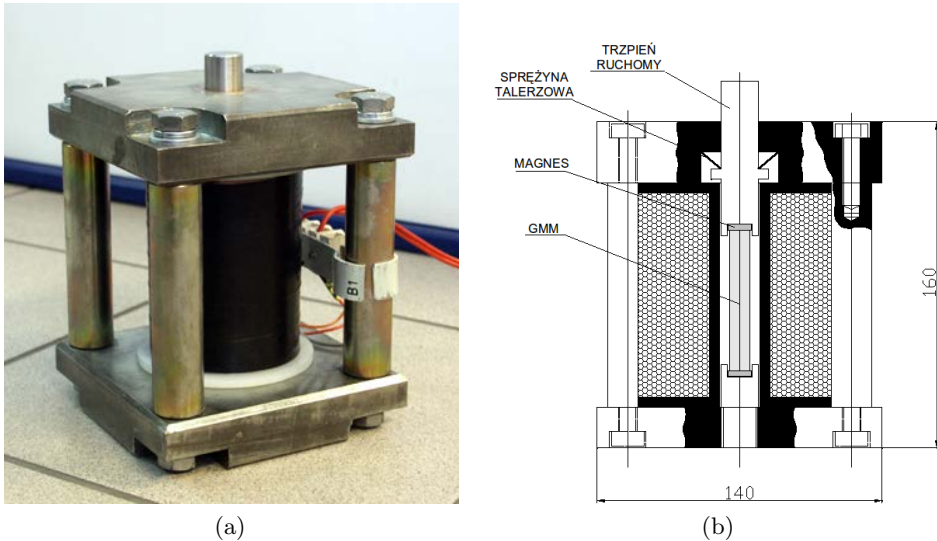 TRZPIEŃ
RUCHOMY
SPRĘŻYNA
TALERZOWA
MAGNES
GMM
B1
160
140
(a)
(b)